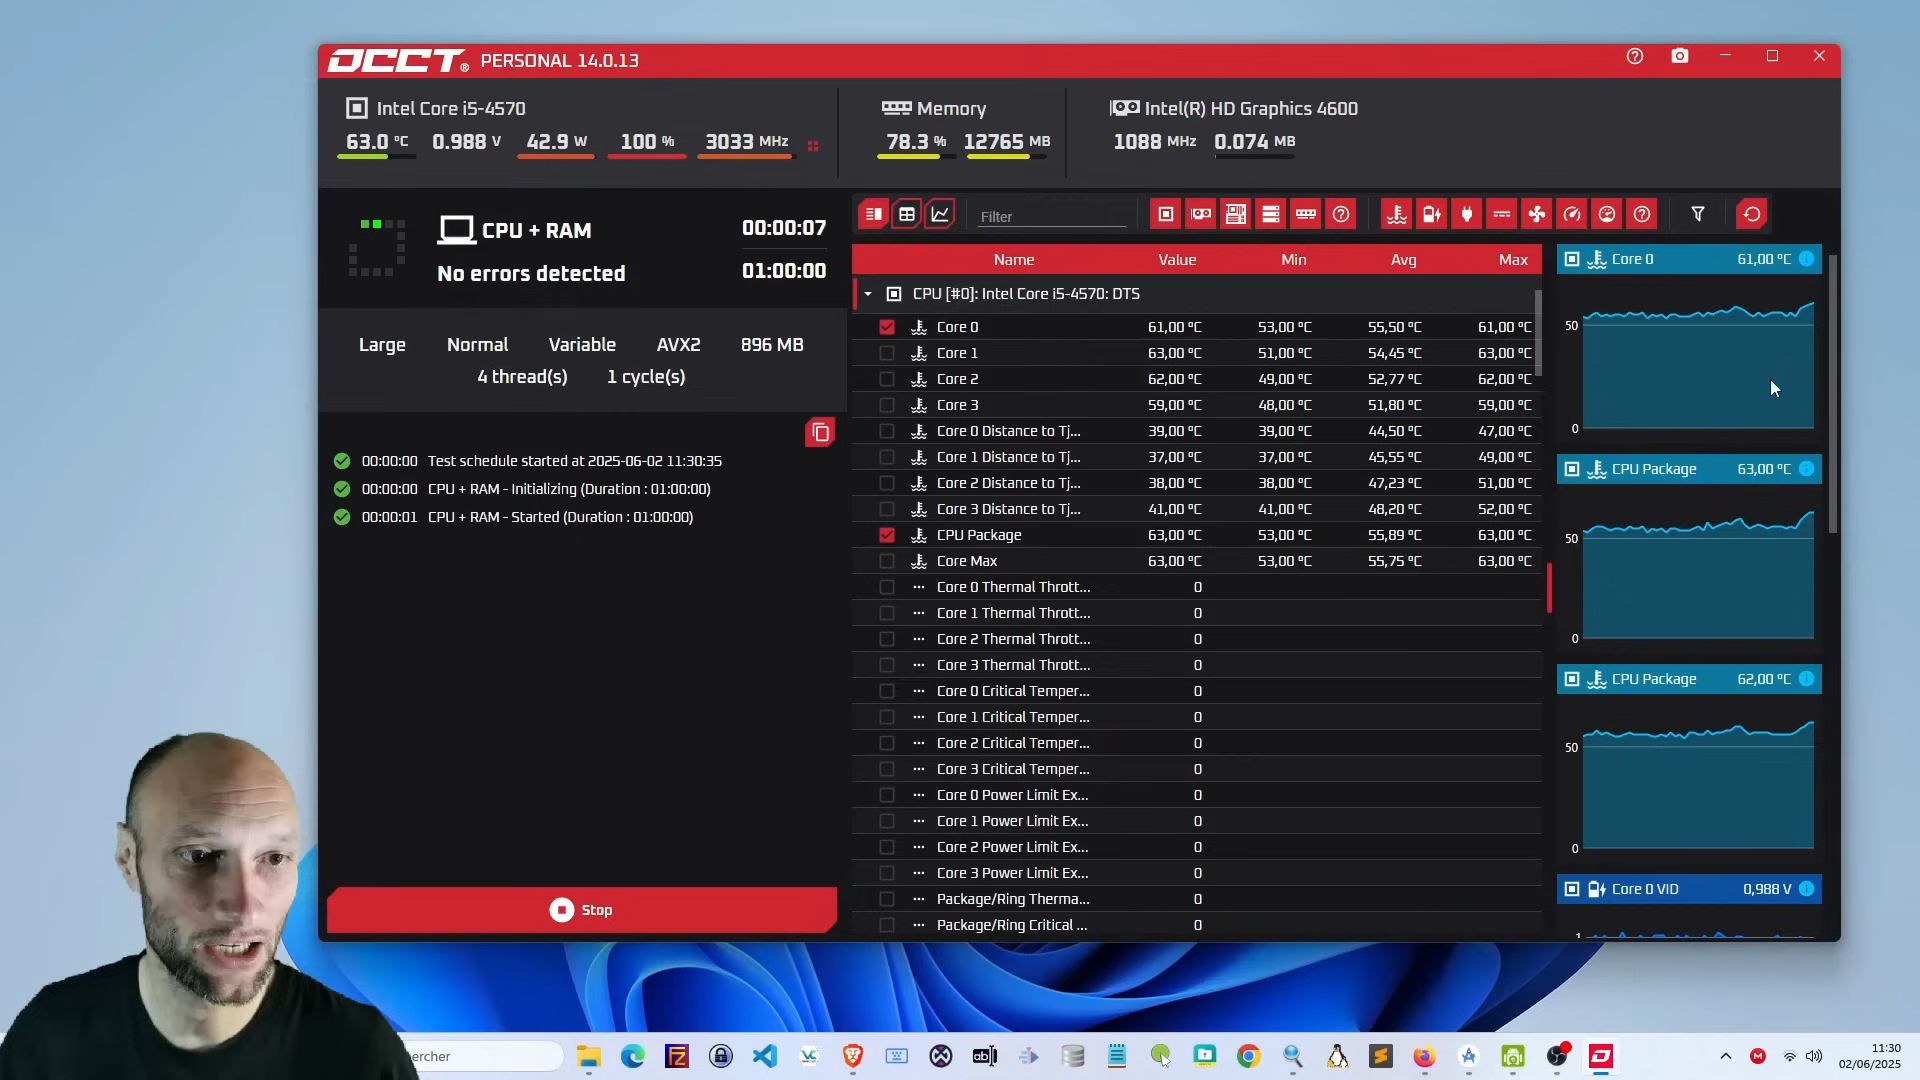 OCCT® PERSONAL 14.0.13
Intel Core i5-4570
63.0 °C 0.988 V 42.9 W 100 % 3033 MHz
Memory
78.3 % 12765 MB
Intel(R) HD Graphics 4600
1088 MHz 0.074 MB
CPU + RAM
No errors detected
00:00:07
01:00:00
Large Normal Variable AVX2 896 MB
4 thread(s) 1 cycle(s)
00:00:00 Test schedule started at 2025-06-02 11:30:35
00:00:00 CPU + RAM - Initializing (Duration : 01:00:00)
00:00:01 CPU + RAM - Started (Duration : 01:00:00)
Stop
Filter
Name Value Min Avg Max
CPU [#0]: Intel Core i5-4570: DTS
Core 0 61,00 °C 53,00 °C 55,50 °C 61,00 °C
Core 1 63,00 °C 51,00 °C 54,45 °C 63,00 °C
Core 2 62,00 °C 49,00 °C 52,77 °C 62,00 °C
Core 3 59,00 °C 48,00 °C 51,80 °C 59,00 °C
Core 0 Distance to Tj... 39,00 °C 39,00 °C 44,50 °C 47,00 °C
Core 1 Distance to Tj... 37,00 °C 37,00 °C 45,55 °C 49,00 °C
Core 2 Distance to Tj... 38,00 °C 38,00 °C 47,23 °C 51,00 °C
Core 3 Distance to Tj... 41,00 °C 41,00 °C 48,20 °C 52,00 °C
CPU Package 63,00 °C 53,00 °C 55,89 °C 63,00 °C
Core Max 63,00 °C 53,00 °C 55,75 °C 63,00 °C
Core 0 Thermal Thrott... 0
Core 1 Thermal Thrott... 0
Core 2 Thermal Thrott... 0
Core 3 Thermal Thrott... 0
Core 0 Critical Temper... 0
Core 1 Critical Temper... 0
Core 2 Critical Temper... 0
Core 3 Critical Temper... 0
Core 0 Power Limit Ex... 0
Core 1 Power Limit Ex... 0
Core 2 Power Limit Ex... 0
Core 3 Power Limit Ex... 0
Package/Ring Therma... 0
Package/Ring Critical ... 0
Core 0 61,00 °C
50
0
CPU Package 63,00 °C
50
0
CPU Package 62,00 °C
50
0
Core 0 VID 0,988 V
1
ercher
11:30
02/06/2025